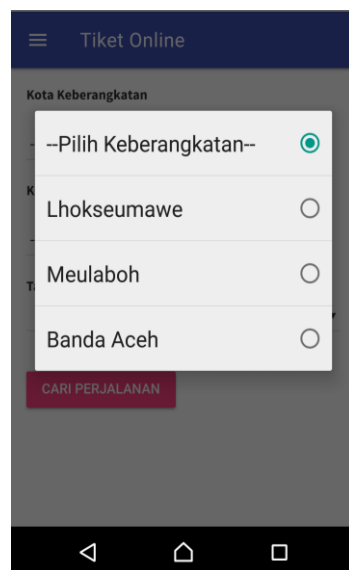 Tiket Online
Kota Keberangkatan
--Pilih Keberangkatan--
Lhokseumawe
Meulaboh
Banda Aceh
CARI PERJALANAN